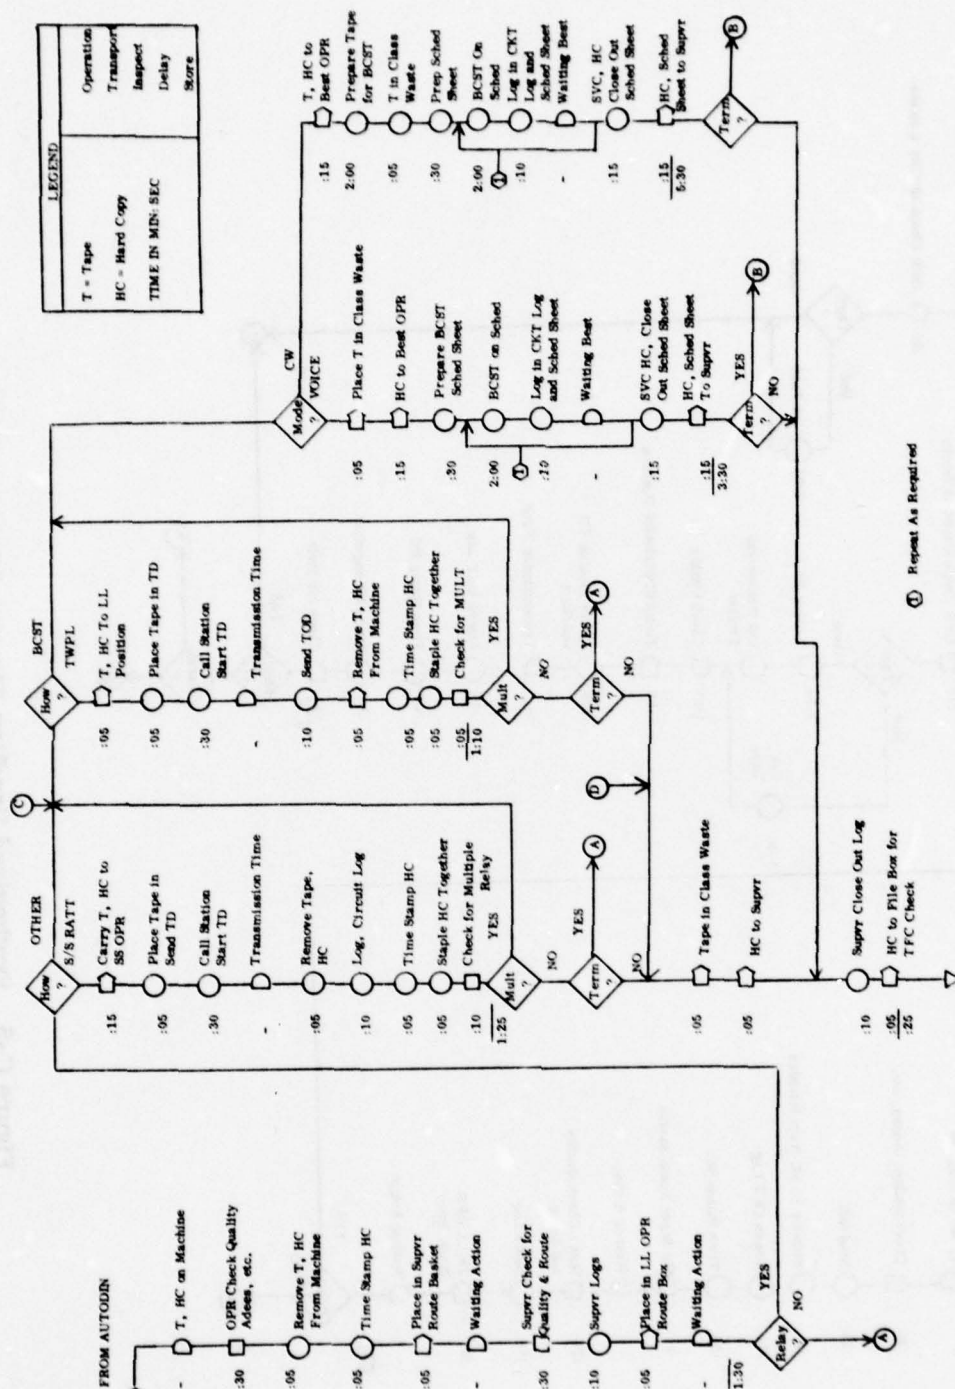 LEGEND
T = Tape
HC = Hard Copy
TIME IN MIN: SEC
Operation
Transport
Inspect
Delay
Store
FROM AUTODIN
-
T, HC on Machine
:30
OPR Check Quality
Adees, etc.
:05
Remove T, HC
From Machine
:05
Time Stamp HC
:05
Place in Supvr
Route Basket
-
Waiting Action
:30
Supvr Check for
Quality & Route
:10
Supvr Logs
:05
Place in LL OPR
Route Box
-
Waiting Action
1:30
Relay
?
YES
NO
A
OTHER
How
?
S/S RATT
:15
Carry T, HC to
SS OPR
:05
Place Tape in
Send TD
:30
Call Station
Start TD
-
Transmission Time
:05
Remove Tape,
HC
:10
Log, Circuit Log
:05
Time Stamp HC
:05
Staple HC Together
:10
Check for Multiple
Relay
1:25
Mult
?
YES
NO
Term
?
YES
A
NO
C
BCST
How
?
TWPL
:05
T, HC To LL
Position
:05
Place Tape in TD
:30
Call Station
Start TD
-
Transmission Time
:10
Send TOD
:05
Remove T, HC
From Machine
:05
Time Stamp HC
:05
Staple HC Together
:05
Check for MULT
1:10
Mult
?
YES
NO
Term
?
YES
A
NO
D
:05
Tape in Class Waste
:05
HC to Supvr
:10
Supvr Close Out Log
:05
HC to File Box for
TFC Check
:25
CW
Mode
?
VOICE
:05
Place T in Class Waste
:15
HC to Bcst OPR
:30
Prepare BCST
Sched Sheet
2:00
BCST on Sched
1
:10
Log in CKT Log
and Sched Sheet
-
Waiting Bcst
:15
SVC HC, Close
Out Sched Sheet
:15
HC, Sched Sheet
To Supvr
3:30
Term
?
YES
B
NO
:15
T, HC to
Bcst OPR
2:00
Prepare Tape
for BCST
:05
T in Class
Waste
:30
Prep Sched
Sheet
2:00
BCST On
Sched
1
:10
Log in CKT
Log and
Sched Sheet
-
Waiting Bcst
:15
SVC, HC
Close Out
Sched Sheet
:15
HC, Sched
Sheet to Supvr
5:30
Term
?
B
1 Repeat As Required